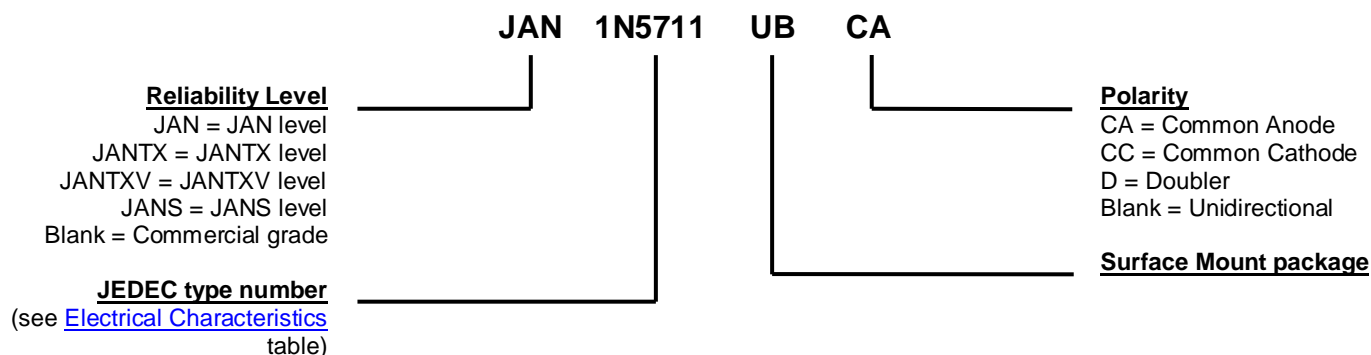 JAN 1N5711 UB CA
Reliability Level
JAN = JAN level
JANTX = JANTX level
JANTXV = JANTXV level
JANS = JANS level
Blank = Commercial grade
JEDEC type number
(see Electrical Characteristics
table)
Polarity
CA = Common Anode
CC = Common Cathode
D = Doubler
Blank = Unidirectional
Surface Mount package